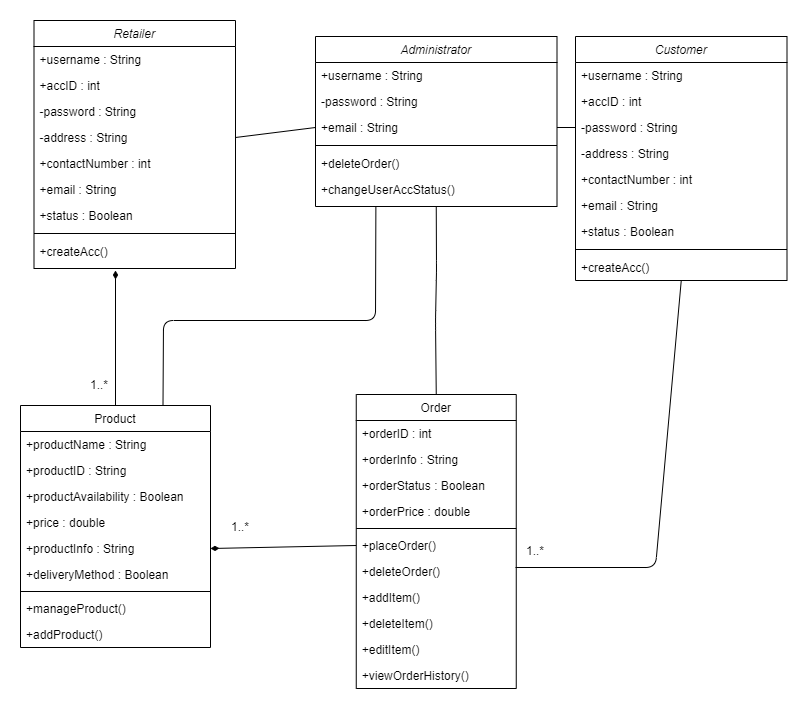 Retailer
+username : String
+accID : int
-password : String
-address : String
+contactNumber : int
+email : String
+status : Boolean
+createAcc()
Administrator
+username : String
-password : String
+email : String
+deleteOrder()
+changeUserAccStatus()
Customer
+username : String
+accID : int
-password : String
-address : String
+contactNumber : int
+email : String
+status : Boolean
+createAcc()
1..*
Product
+productName : String
+productID : String
+productAvailability : Boolean
+price : double
+productInfo : String
+deliveryMethod : Boolean
+manageProduct()
+addProduct()
1..*
Order
+orderID : int
+orderInfo : String
+orderStatus : Boolean
+orderPrice : double
+placeOrder()
+deleteOrder()
+addItem()
+deleteItem()
+editItem()
+viewOrderHistory()
1..*